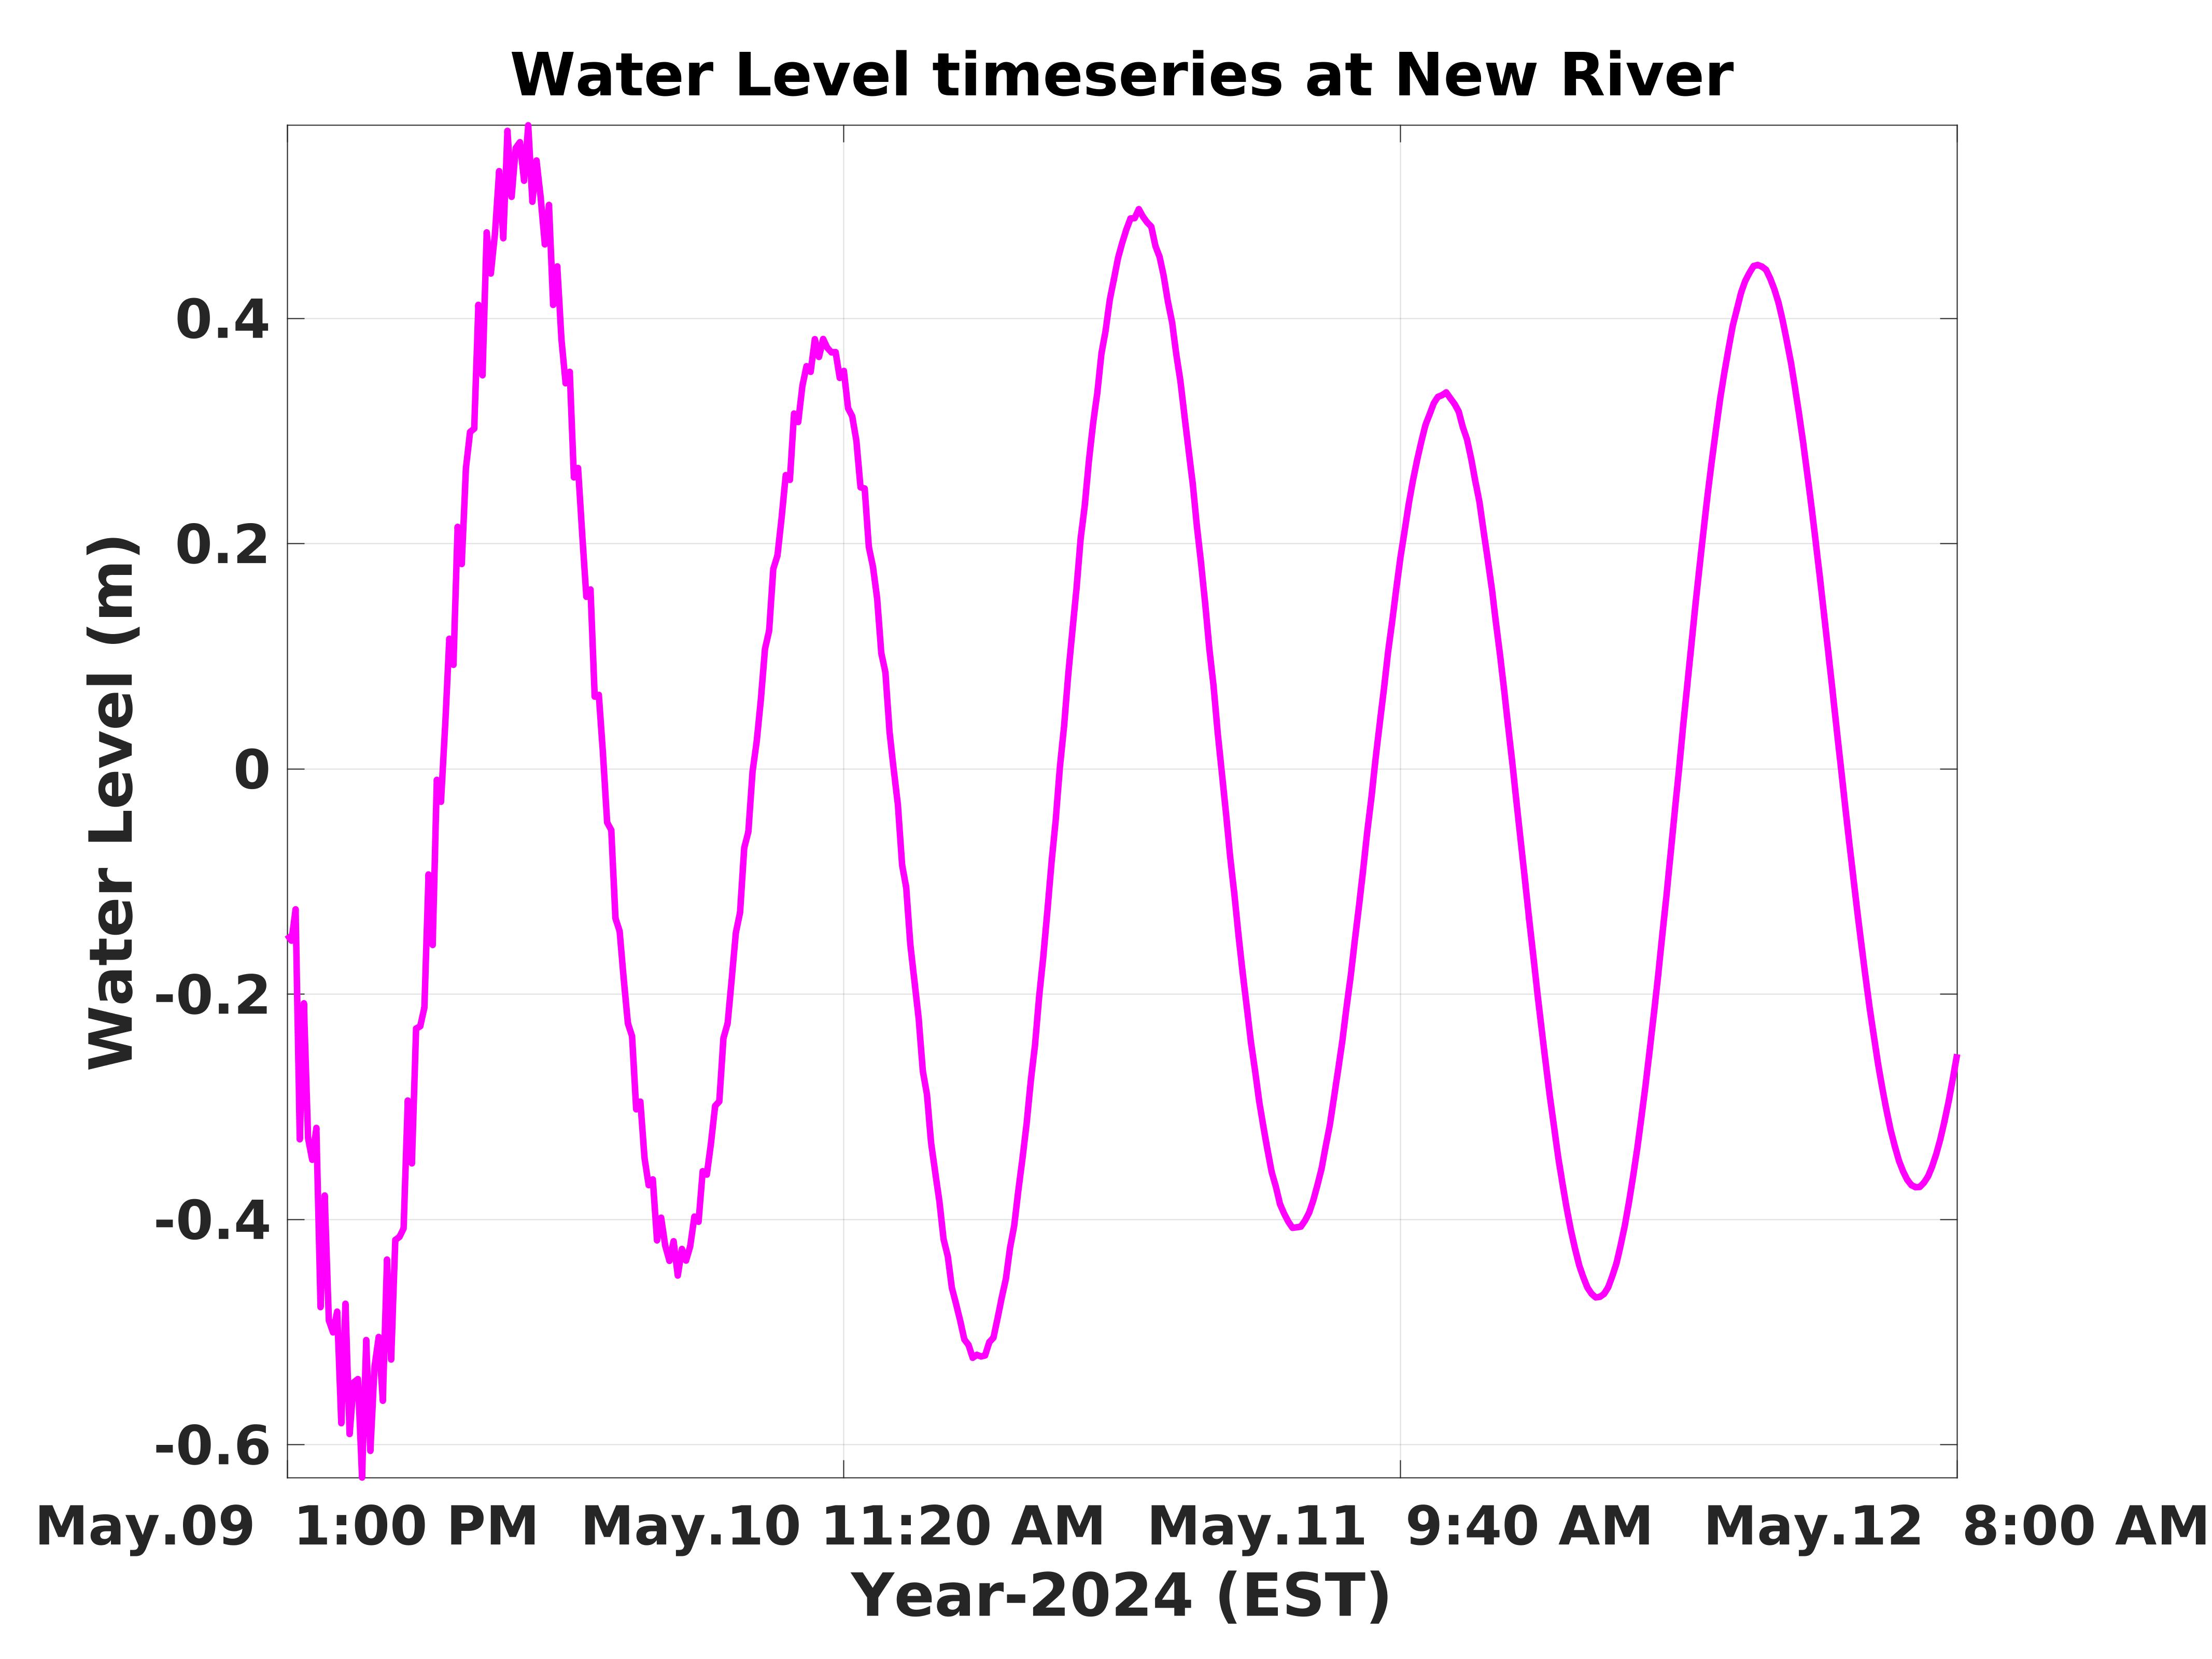 Water Level timeseries at New River
Water Level (m)
0.4
0.2
0
-0.2
-0.4
-0.6
May.09 1:00 PM May.10 11:20 AM May.11 9:40 AM May.12 8:00 AM
Year-2024 (EST)